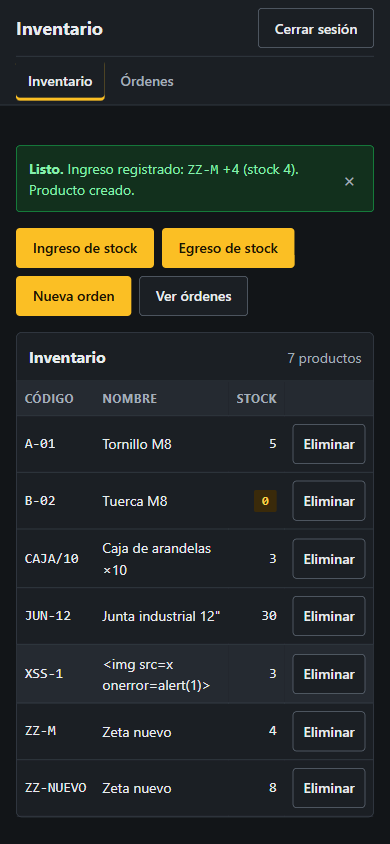 Inventario
Cerrar sesión
Inventario
Órdenes
Listo. Ingreso registrado: ZZ-M +4 (stock 4).
Producto creado.
×
Ingreso de stock
Egreso de stock
Nueva orden
Ver órdenes
Inventario
7 productos
CÓDIGO NOMBRE STOCK
A-01 Tornillo M8 5 Eliminar
B-02 Tuerca M8 0 Eliminar
CAJA/10 Caja de arandelas
×10 3 Eliminar
JUN-12 Junta industrial 12" 30 Eliminar
XSS-1 <img src=x
onerror=alert(1)> 3 Eliminar
ZZ-M Zeta nuevo 4 Eliminar
ZZ-NUEVO Zeta nuevo 8 Eliminar